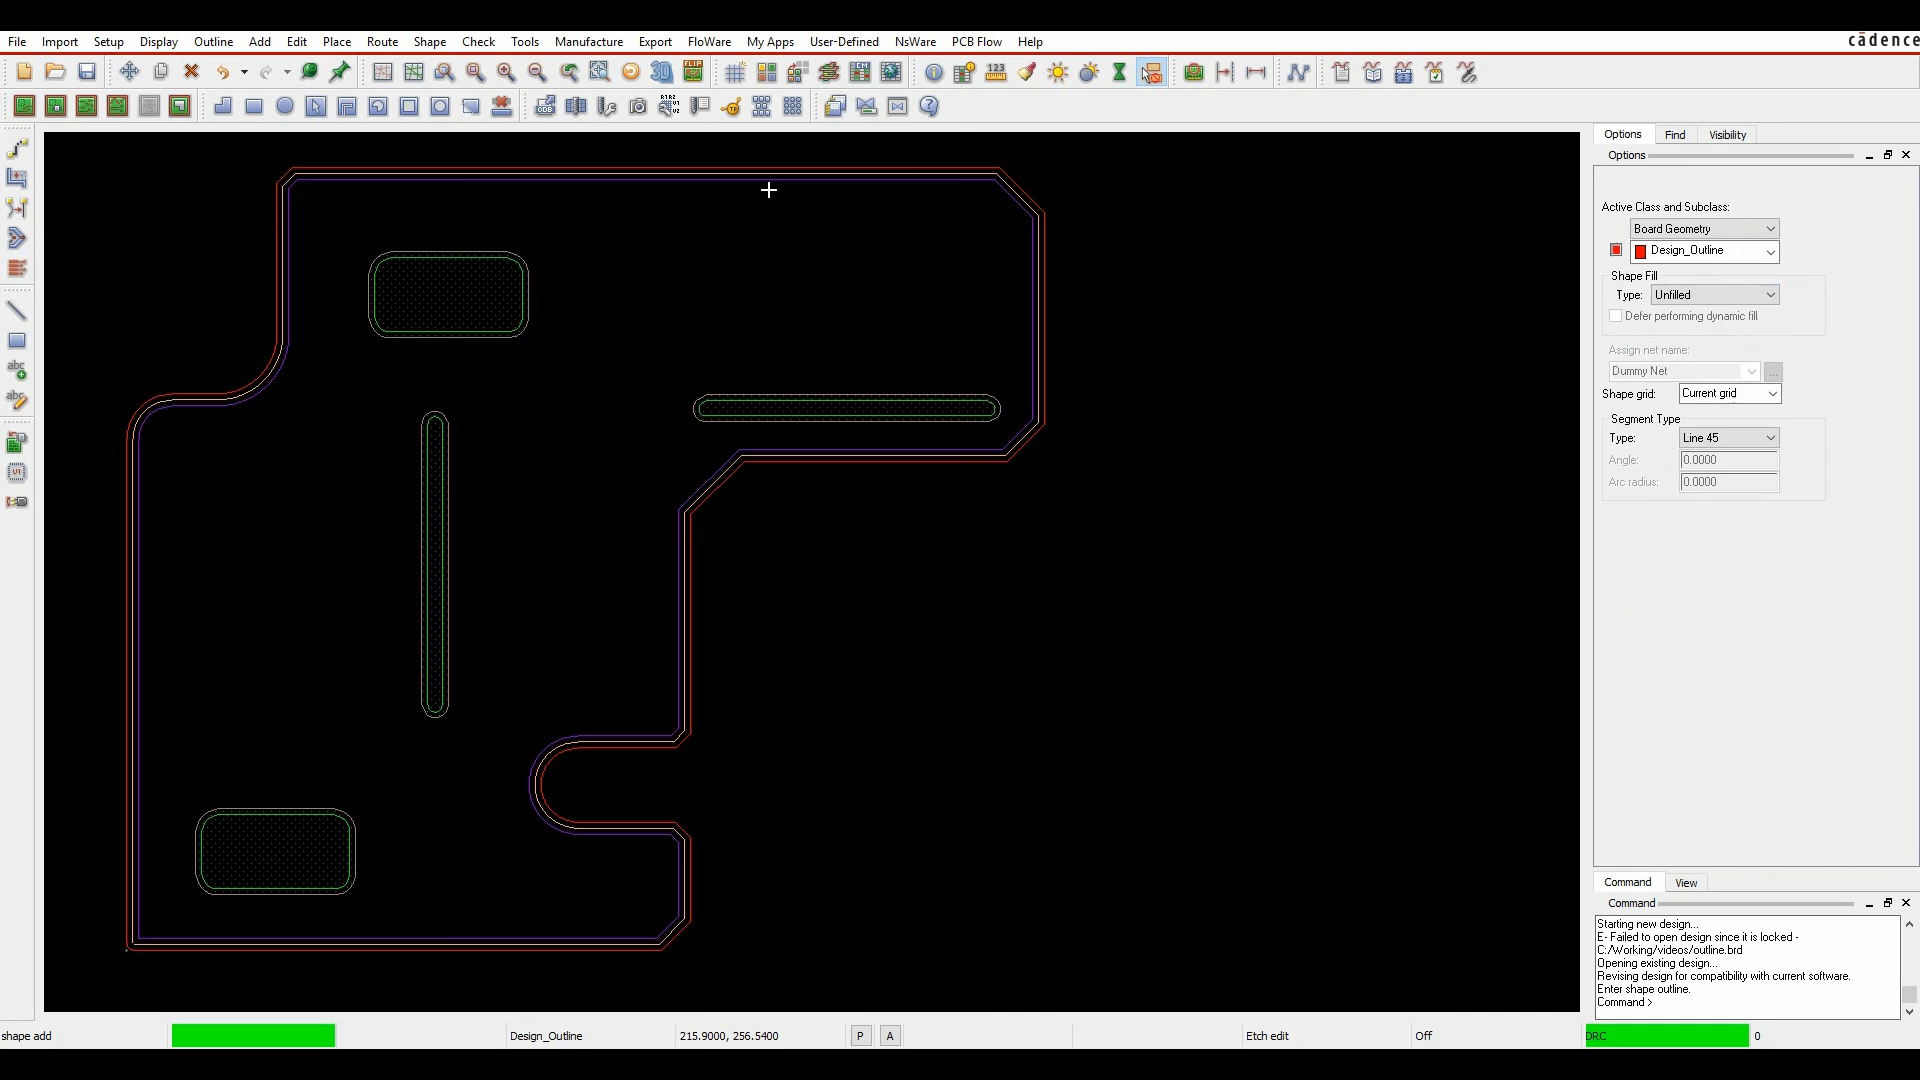 File Import Setup Display Outline Add Edit Place Route Shape Check Tools Manufacture Export FloWare My Apps User-Defined NsWare PCB Flow Help
cādence
Options Find Visibility
Options
Active Class and Subclass:
Board Geometry
Design_Outline
Shape Fill
Type: Unfilled
Defer performing dynamic fill
Assign net name:
Dummy Net ...
Shape grid: Current grid
Segment Type
Type: Line 45
Angle: 0.0000
Arc radius: 0.0000
Command View
Command
Starting new design...
E- Failed to open design since it is locked -
C:/Working/videos/outline.brd
Opening existing design...
Revising design for compatibility with current software.
Enter shape outline.
Command >
shape add Design_Outline 215.9000, 256.5400 P A Etch edit Off DRC 0